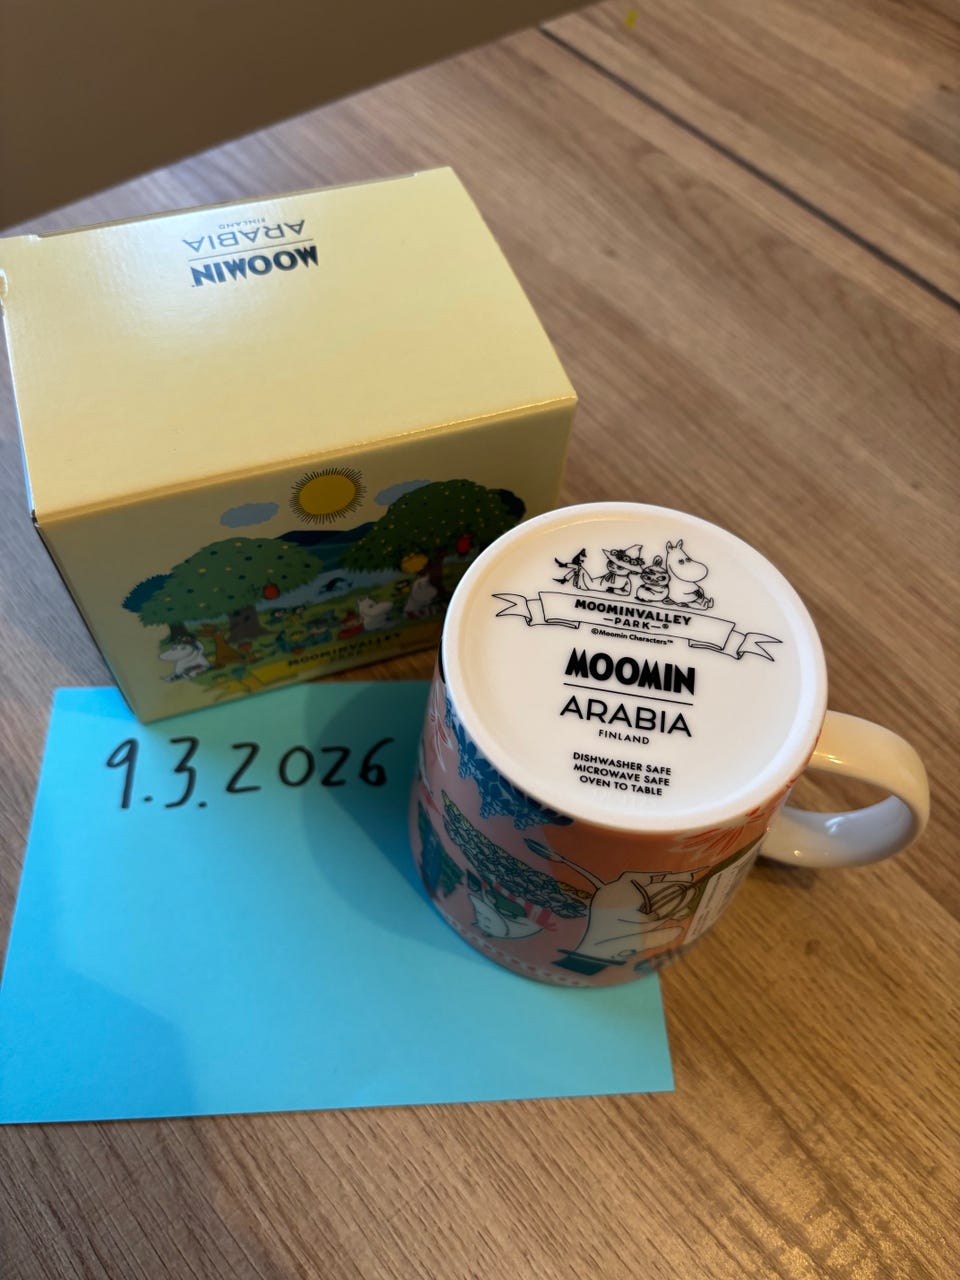 MOOMIN
ARABIA
FINLAND
MOOMINVALLEY
PARK
9.3.2026
MOOMINVALLEY
—PARK—®
©Moomin Characters™
MOOMIN
ARABIA
FINLAND
DISHWASHER SAFE
MICROWAVE SAFE
OVEN TO TABLE